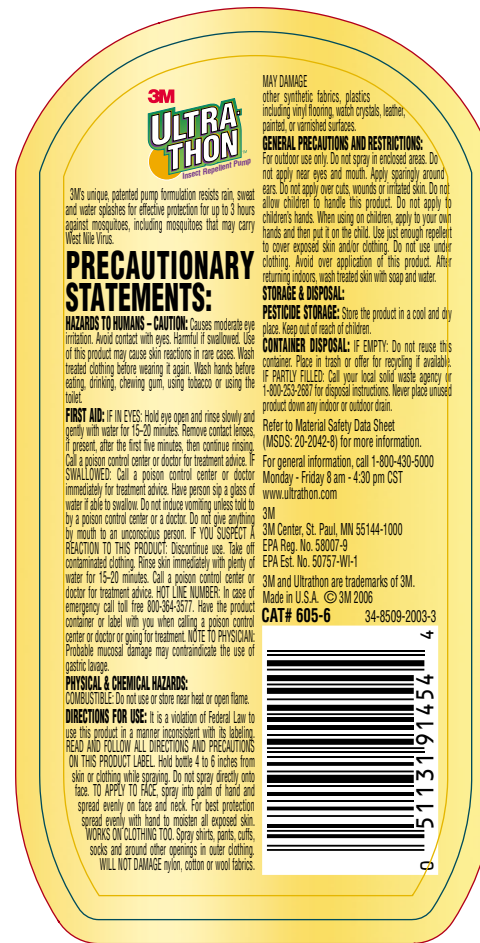 3M
ULTRA-
THON™
Insect Repellent Pump
3M's unique, patented pump formulation resists rain, sweat
and water splashes for effective protection for up to 3 hours
against mosquitoes, including mosquitoes that may carry
West Nile Virus.
PRECAUTIONARY
STATEMENTS:
HAZARDS TO HUMANS – CAUTION: Causes moderate eye
irritation. Avoid contact with eyes. Harmful if swallowed. Use
of this product may cause skin reactions in rare cases. Wash
treated clothing before wearing it again. Wash hands before
eating, drinking, chewing gum, using tobacco or using the
toilet.
FIRST AID: IF IN EYES: Hold eye open and rinse slowly and
gently with water for 15–20 minutes. Remove contact lenses,
if present, after the first five minutes, then continue rinsing.
Call a poison control center or doctor for treatment advice. IF
SWALLOWED: Call a poison control center or doctor
immediately for treatment advice. Have person sip a glass of
water if able to swallow. Do not induce vomiting unless told to
by a poison control center or a doctor. Do not give anything
by mouth to an unconscious person. IF YOU SUSPECT A
REACTION TO THIS PRODUCT: Discontinue use. Take off
contaminated clothing. Rinse skin immediately with plenty of
water for 15–20 minutes. Call a poison control center or
doctor for treatment advice. HOT LINE NUMBER: In case of
emergency call toll free 800-364-3577. Have the product
container or label with you when calling a poison control
center or doctor or going for treatment. NOTE TO PHYSICIAN:
Probable mucosal damage may contraindicate the use of
gastric lavage.
PHYSICAL & CHEMICAL HAZARDS:
COMBUSTIBLE: Do not use or store near heat or open flame.
DIRECTIONS FOR USE: It is a violation of Federal Law to
use this product in a manner inconsistent with its labeling.
READ AND FOLLOW ALL DIRECTIONS AND PRECAUTIONS
ON THIS PRODUCT LABEL. Hold bottle 4 to 6 inches from
skin or clothing while spraying. Do not spray directly onto
face. TO APPLY TO FACE, spray into palm of hand and
spread evenly on face and neck. For best protection
spread evenly with hand to moisten all exposed skin.
WORKS ON CLOTHING TOO. Spray shirts, pants, cuffs,
socks and around other openings in outer clothing.
WILL NOT DAMAGE nylon, cotton or wool fabrics.
MAY DAMAGE
other synthetic fabrics, plastics
including vinyl flooring, watch crystals, leather,
painted, or varnished surfaces.
GENERAL PRECAUTIONS AND RESTRICTIONS:
For outdoor use only. Do not spray in enclosed areas. Do
not apply near eyes and mouth. Apply sparingly around
ears. Do not apply over cuts, wounds or irritated skin. Do not
allow children to handle this product. Do not apply to
children's hands. When using on children, apply to your own
hands and then put it on the child. Use just enough repellent
to cover exposed skin and/or clothing. Do not use under
clothing. Avoid over application of this product. After
returning indoors, wash treated skin with soap and water.
STORAGE & DISPOSAL:
PESTICIDE STORAGE: Store the product in a cool and dry
place. Keep out of reach of children.
CONTAINER DISPOSAL: IF EMPTY: Do not reuse this
container. Place in trash or offer for recycling if available.
IF PARTLY FILLED: Call your local solid waste agency or
1-800-253-2687 for disposal instructions. Never place unused
product down any indoor or outdoor drain.
Refer to Material Safety Data Sheet
(MSDS: 20-2042-8) for more information.
For general information, call 1-800-430-5000
Monday - Friday 8 am - 4:30 pm CST
www.ultrathon.com
3M
3M Center, St. Paul, MN 55144-1000
EPA Reg. No. 58007-9
EPA Est. No. 50757-WI-1
3M and Ultrathon are trademarks of 3M.
Made in U.S.A. © 3M 2006
CAT# 605-6 34-8509-2003-3
0 51131 91454 4